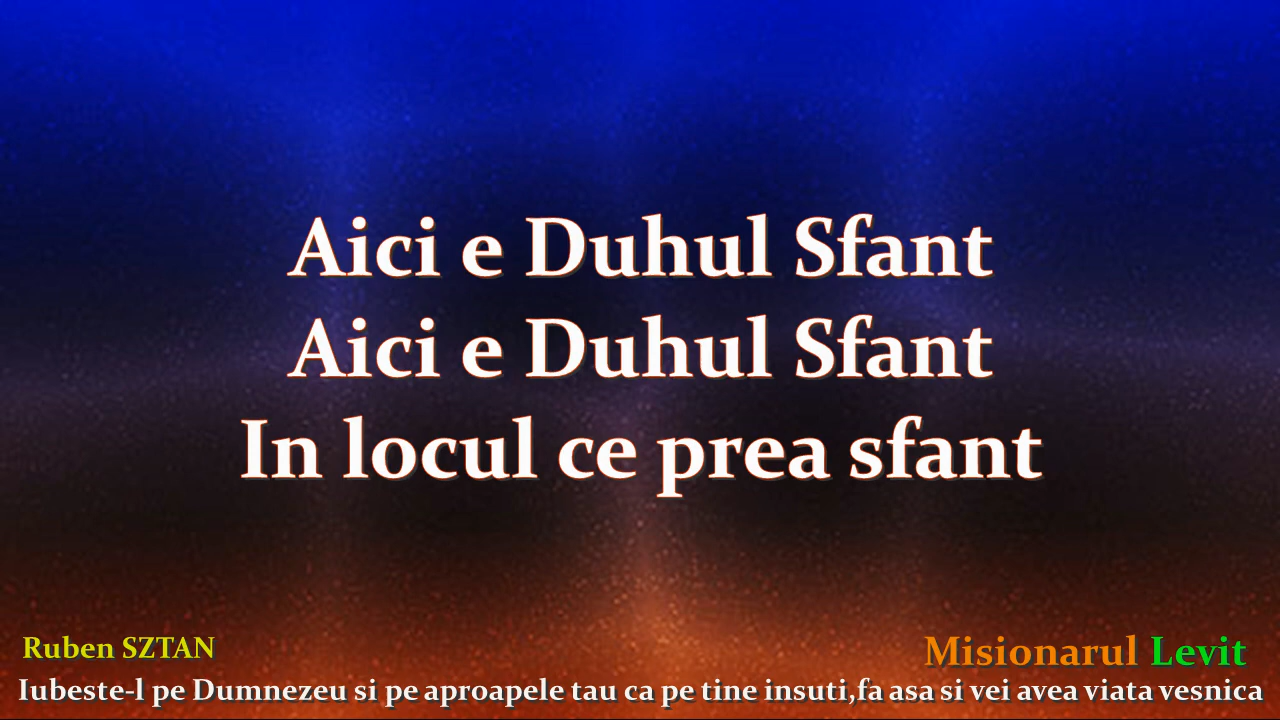 Aici e Duhul Sfant
Aici e Duhul Sfant
In locul ce prea sfant
Ruben SZTAN
Misionarul Levit
Iubeste-l pe Dumnezeu si pe aproapele tau ca pe tine insuti,fa asa si vei avea viata vesnica